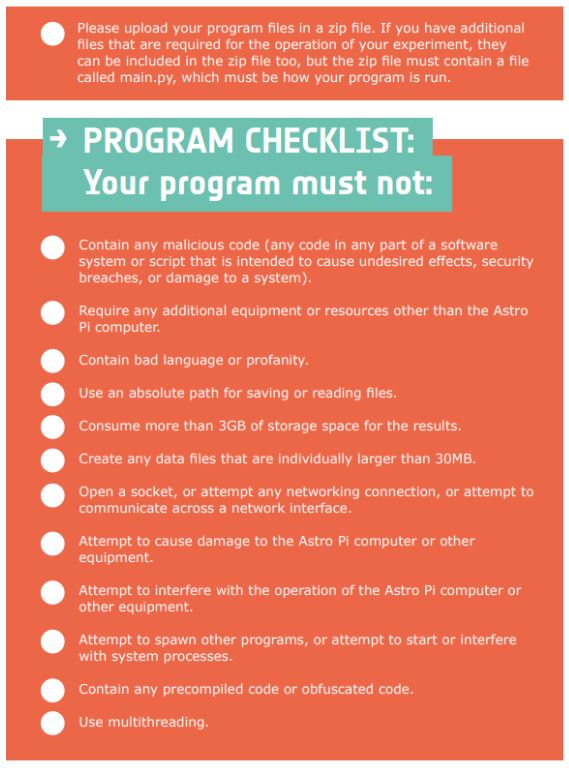 Please upload your program files in a zip file. If you have additional
files that are required for the operation of your experiment, they
can be included in the zip file too, but the zip file must contain a file
called main.py, which must be how your program is run.
→ PROGRAM CHECKLIST:
Your program must not:
Contain any malicious code (any code in any part of a software
system or script that is intended to cause undesired effects, security
breaches, or damage to a system).
Require any additional equipment or resources other than the Astro
Pi computer.
Contain bad language or profanity.
Use an absolute path for saving or reading files.
Consume more than 3GB of storage space for the results.
Create any data files that are individually larger than 30MB.
Open a socket, or attempt any networking connection, or attempt to
communicate across a network interface.
Attempt to cause damage to the Astro Pi computer or other
equipment.
Attempt to interfere with the operation of the Astro Pi computer or
other equipment.
Attempt to spawn other programs, or attempt to start or interfere
with system processes.
Contain any precompiled code or obfuscated code.
Use multithreading.